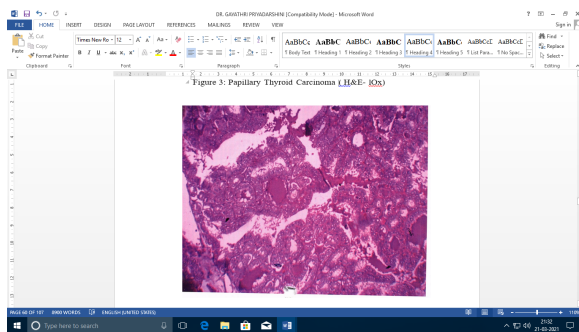 DR. GAYATHRI PRIYADARSHINI [Compatibility Mode] - Microsoft Word
FILE HOME INSERT DESIGN PAGE LAYOUT REFERENCES MAILINGS REVIEW VIEW Sign in
Paste
Cut
Copy
Format Painter
Clipboard
Times New Ro 12
Font
Paragraph
AaBbCc AaBbC AaBbCc AaBbC AaBbCc AaBbC AaBbCcD AaBbCcD
¶ Body Text ¶ Heading 1 ¶ Heading 2 ¶ Heading 3 ¶ Heading 4 ¶ Heading 5 ¶ List Para... ¶ No Spac...
Styles
Find
Replace
Select
Editing
Figure 3: Papillary Thyroid Carcinoma ( H&E- 10x)
PAGE 60 OF 107 8900 WORDS ENGLISH (UNITED STATES)
Type here to search
21:32
21-03-2021